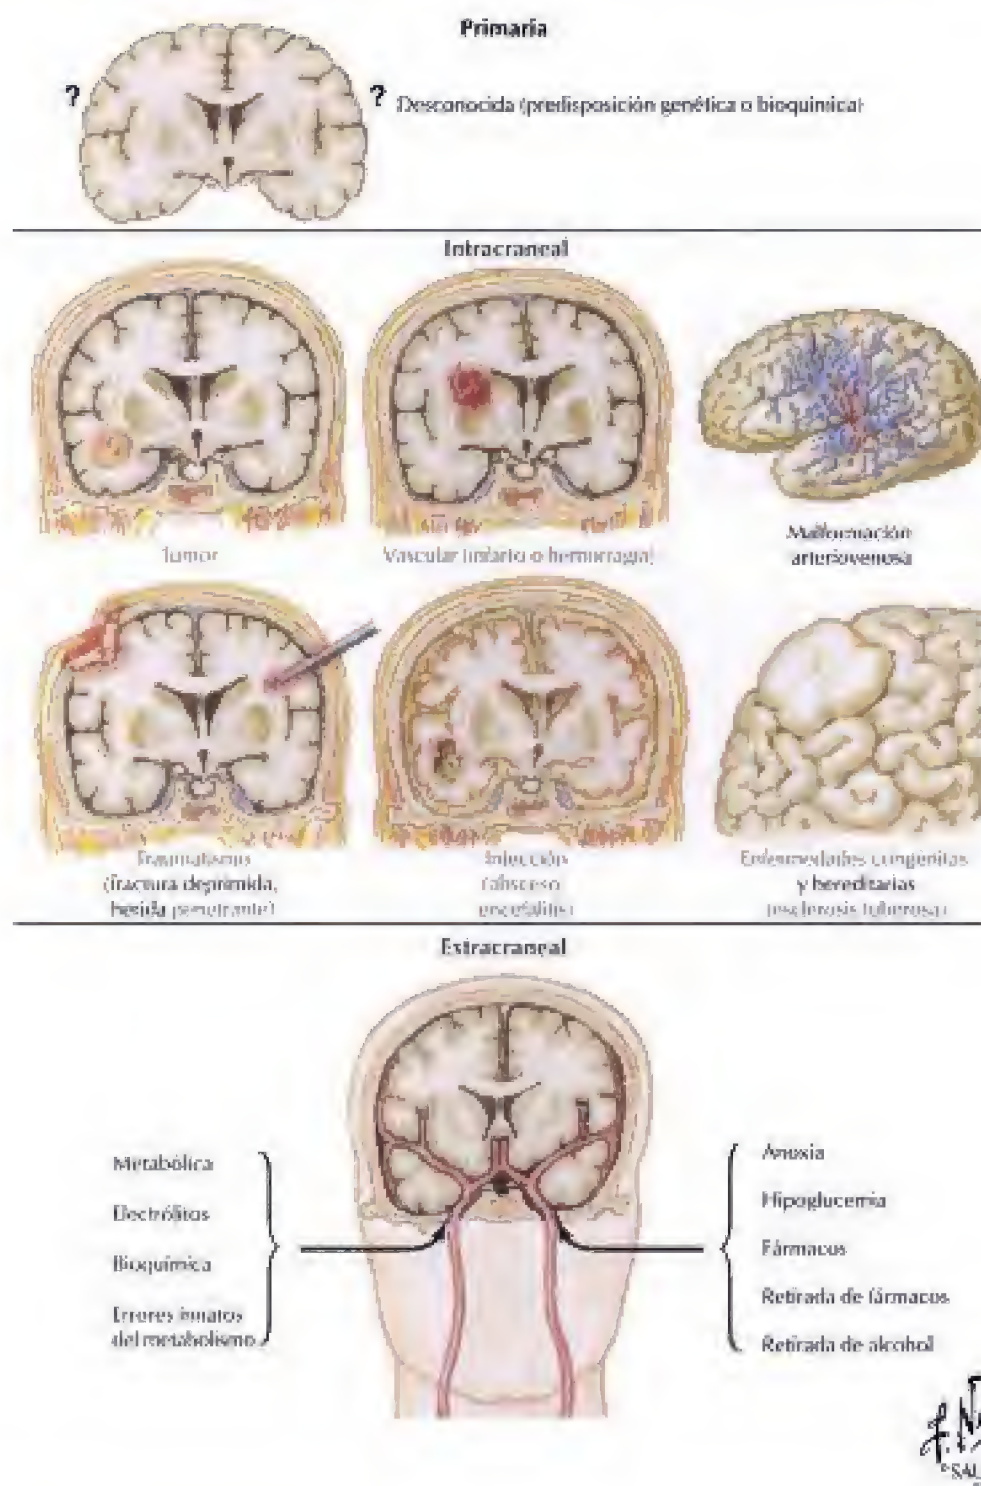 Primaria
?
?
Desconocida (predisposición genética o bioquímica)
Intracraneal
Tumor
Vascular (infarto o hemorragia)
Malformación
arteriovenosa
Traumatismos
(fractura deprimida,
herida penetrante)
Infección
(absceso,
encefalitis)
Enfermedades congénitas
y hereditarias
(esclerosis tuberosa)
Extracraneal
Metabólica
Electrólitos
Bioquímica
Errores innatos
del metabolismo
Anoxia
Hipoglucemia
Fármacos
Retirada de fármacos
Retirada de alcohol